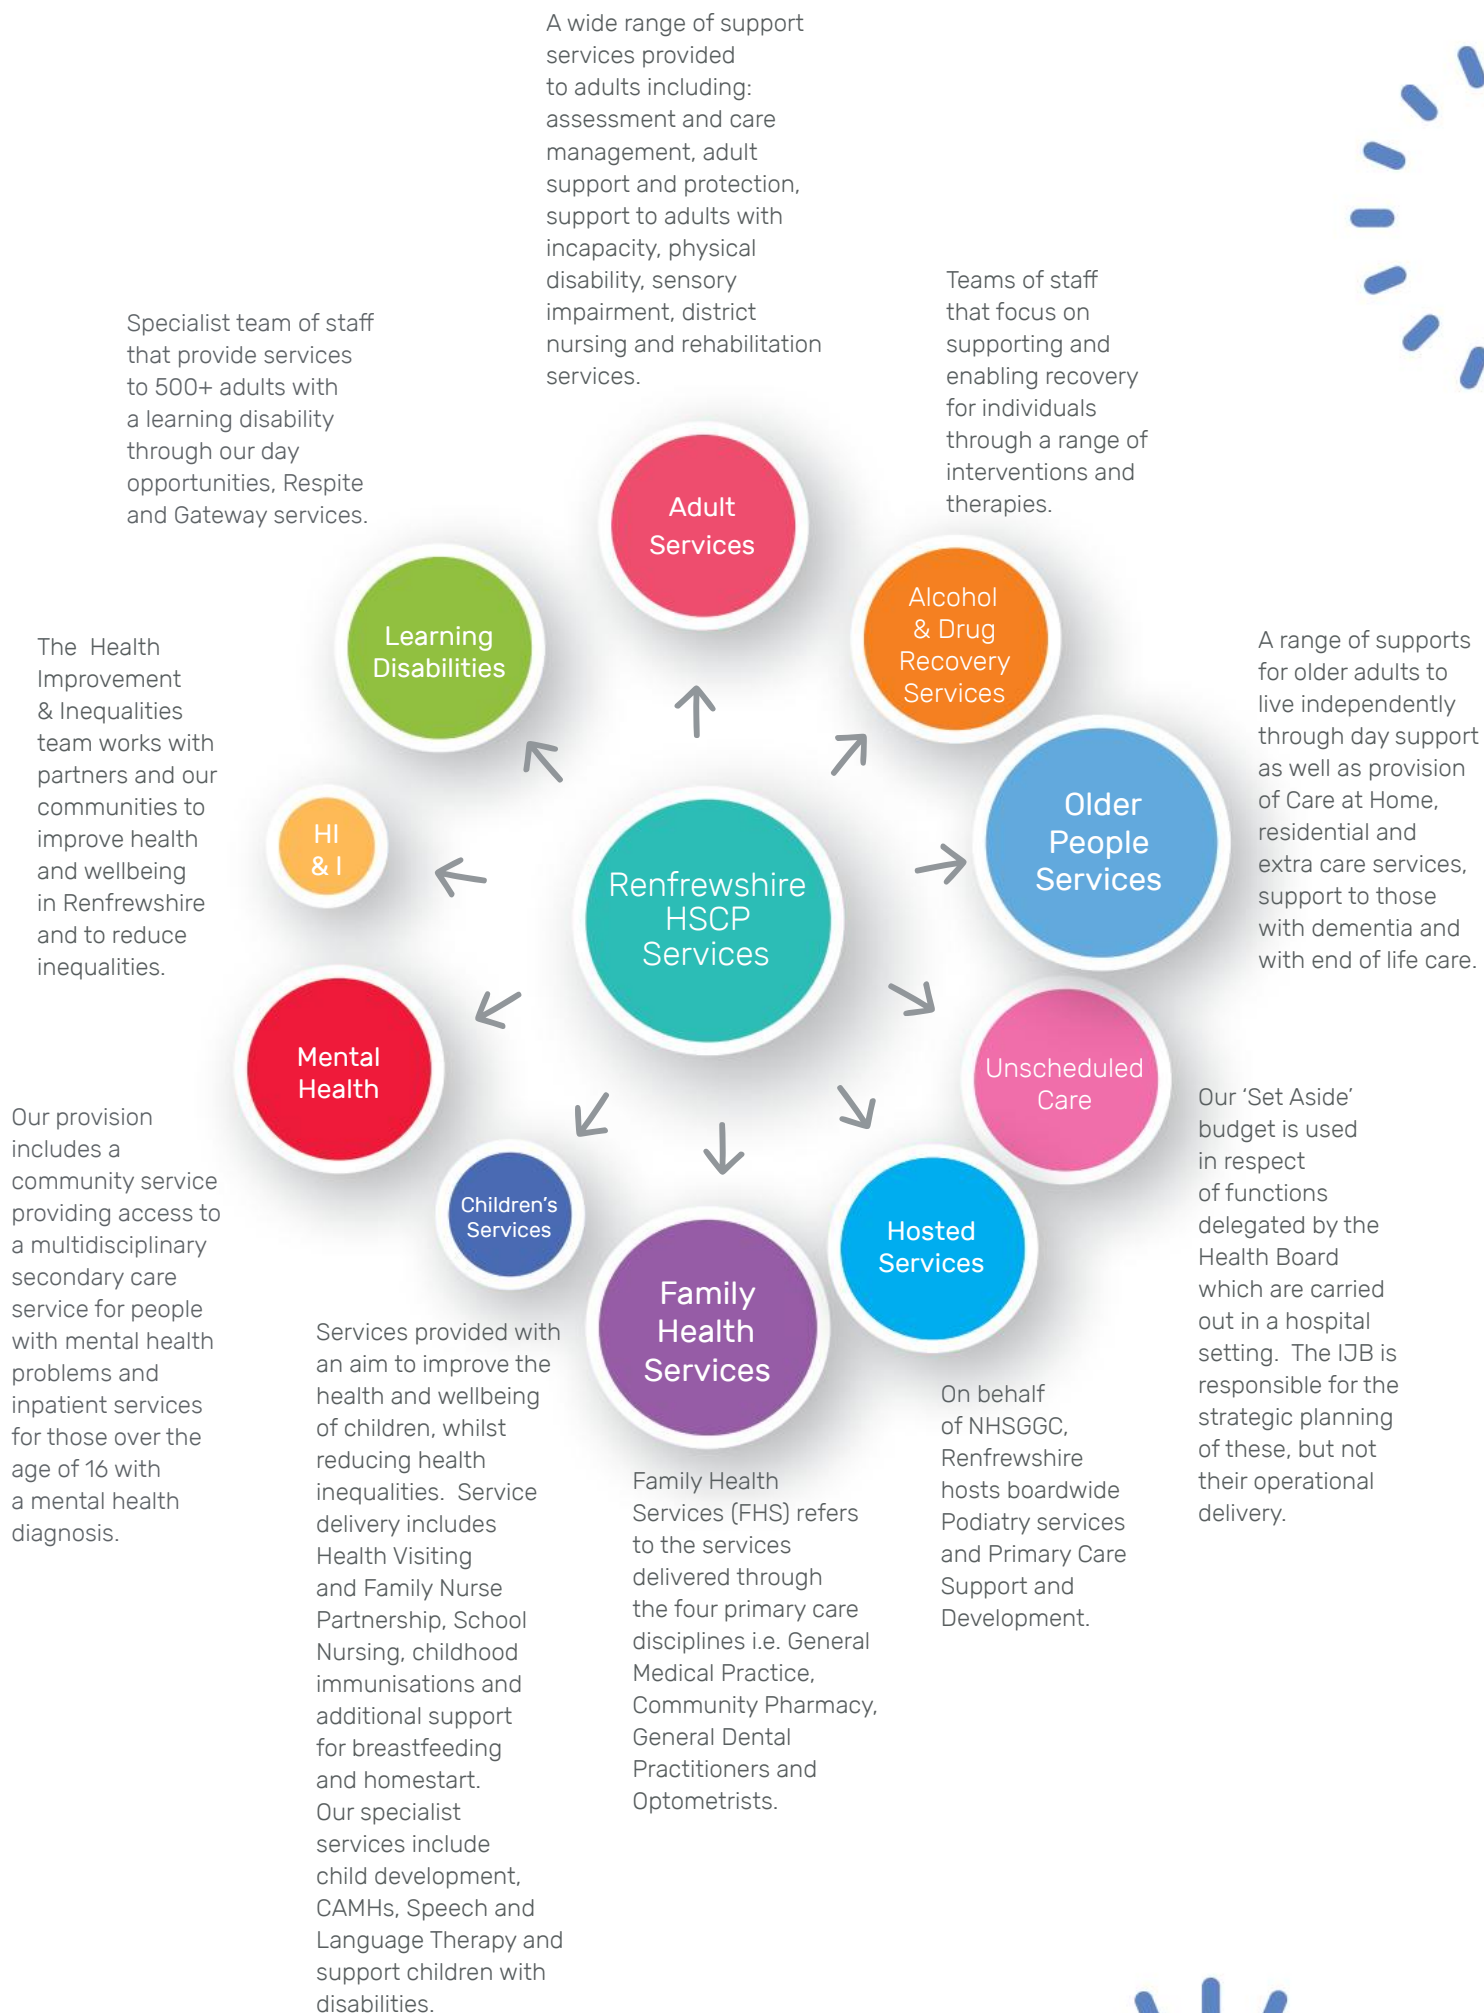 A wide range of support
services provided
to adults including:
assessment and care
management, adult
support and protection,
support to adults with
incapacity, physical
disability, sensory
impairment, district
nursing and rehabilitation
services.
Teams of staff
that focus on
supporting and
enabling recovery
for individuals
through a range of
interventions and
therapies.
Specialist team of staff
that provide services
to 500+ adults with
a learning disability
through our day
opportunities, Respite
and Gateway services.
Adult
Services
Learning
Disabilities
Alcohol
& Drug
Recovery
Services
The Health
Improvement
& Inequalities
team works with
partners and our
communities to
improve health
and wellbeing
in Renfrewshire
and to reduce
inequalities.
A range of supports
for older adults to
live independently
through day support
as well as provision
of Care at Home,
residential and
extra care services,
support to those
with dementia and
with end of life care.
HI
& I
Older
People
Services
Renfrewshire
HSCP
Services
Mental
Health
Unscheduled
Care
Our provision
includes a
community service
providing access to
a multidisciplinary
secondary care
service for people
with mental health
problems and
inpatient services
for those over the
age of 16 with
a mental health
diagnosis.
Our ‘Set Aside’
budget is used
in respect
of functions
delegated by the
Health Board
which are carried
out in a hospital
setting. The IJB is
responsible for the
strategic planning
of these, but not
their operational
delivery.
Children’s
Services
Family
Health
Services
Hosted
Services
Services provided with
an aim to improve the
health and wellbeing
of children, whilst
reducing health
inequalities. Service
delivery includes
Health Visiting
and Family Nurse
Partnership, School
Nursing, childhood
immunisations and
additional support
for breastfeeding
and homestart.
Our specialist
services include
child development,
CAMHs, Speech and
Language Therapy and
support children with
disabilities.
Family Health
Services (FHS) refers
to the services
delivered through
the four primary care
disciplines i.e. General
Medical Practice,
Community Pharmacy,
General Dental
Practitioners and
Optometrists.
On behalf
of NHSGGC,
Renfrewshire
hosts boardwide
Podiatry services
and Primary Care
Support and
Development.